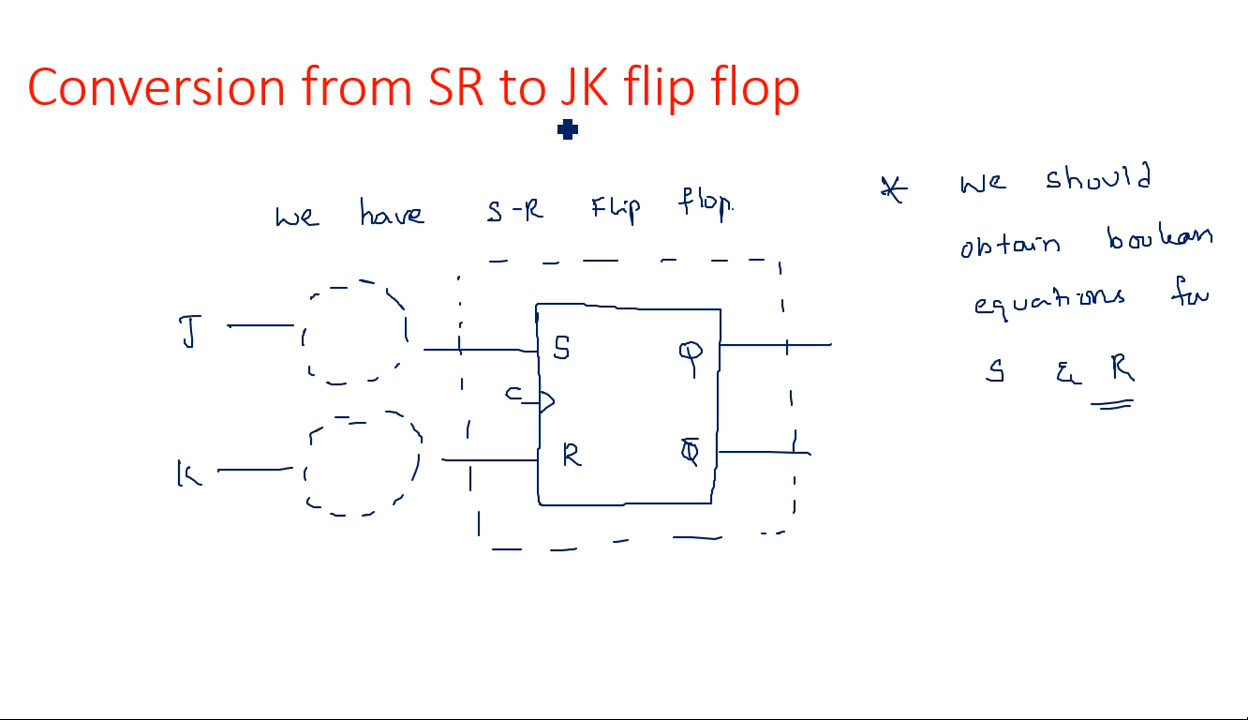 Conversion from SR to JK flip flop
We have S-R Flip flop.
* We should
obtain boolean
equations for
S & R
J
S Q
C
K
R Q̅